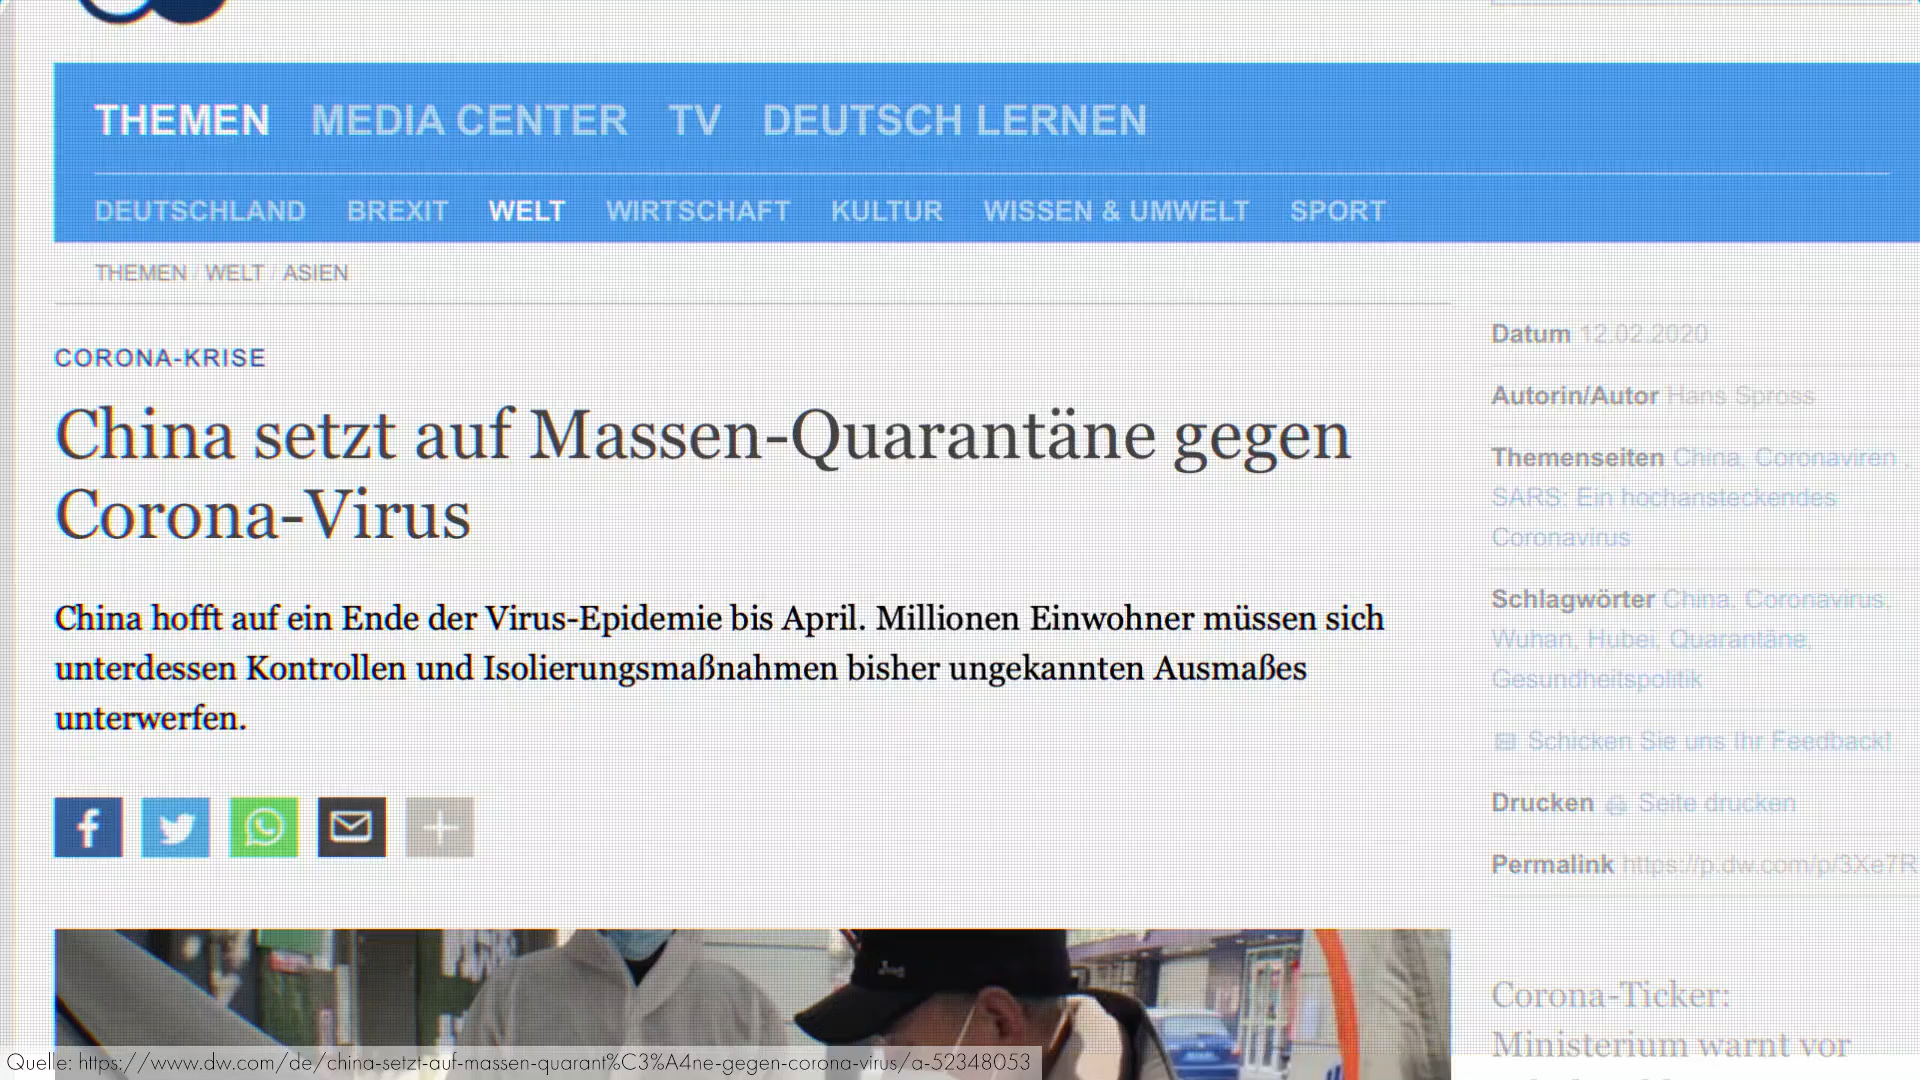 THEMEN MEDIA CENTER TV DEUTSCH LERNEN
DEUTSCHLAND BREXIT WELT WIRTSCHAFT KULTUR WISSEN & UMWELT SPORT
THEMEN / WELT / ASIEN
CORONA-KRISE
China setzt auf Massen-Quarantäne gegen
Corona-Virus
China hofft auf ein Ende der Virus-Epidemie bis April. Millionen Einwohner müssen sich
unterdessen Kontrollen und Isolierungsmaßnahmen bisher ungekannten Ausmaßes
unterwerfen.
Datum 12.02.2020
Autorin/Autor Hans Spross
Themenseiten China, Coronaviren ,
SARS: Ein hochansteckendes
Coronavirus
Schlagwörter China, Coronavirus,
Wuhan, Hubei, Quarantäne,
Gesundheitspolitik
Schicken Sie uns Ihr Feedback!
Drucken Seite drucken
Permalink https://p.dw.com/p/3Xe7R
Corona-Ticker:
Ministerium warnt vor
Quelle: https://www.dw.com/de/china-setzt-auf-massen-quarant%C3%A4ne-gegen-corona-virus/a-52348053